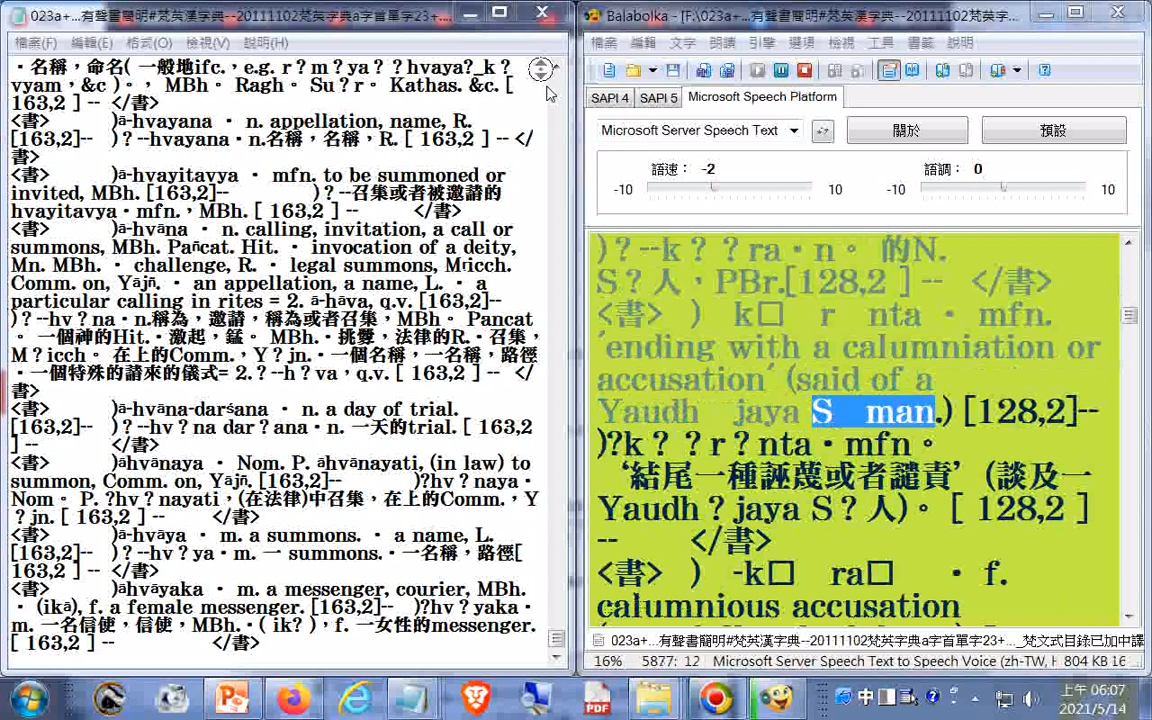 023a+...有聲書簡明#梵英漢字典--20111102梵英字典a字首單字23+...
檔案(F) 編輯(E) 格式(O) 檢視(V) 說明(H)
‧名稱，命名( 一般地ifc.，e.g. r？m？ya？？hvaya?_k？
vyam，&c )。， MBh。 Ragh。 Su？r。 Kathas. &c. [
163,2 ] -- </書>
<書> )ā-hvayana ‧ n. appellation, name, R.
[163,2]-- )？--hvayana‧n.名稱，名稱，R. [ 163,2 ] -- </
書>
<書> )ā-hvayitavya ‧ mfn. to be summoned or
invited, MBh. [163,2]-- )？--召集或者被邀請的
hvayitavya‧mfn.，MBh. [ 163,2 ] -- </書>
<書> )ā-hvāna ‧ n. calling, invitation, a call or
summons, MBh. Pañcat. Hit. ‧ invocation of a deity,
Mn. MBh. ‧ challenge, R. ‧ legal summons, Mṛicch.
Comm. on, Yājñ. ‧ an appellation, a name, L. ‧ a
particular calling in rites = 2. ā-hāva, q.v. [163,2]--
)？--hv？na‧n.稱為，邀請，稱為或者召集，MBh。 Pancat
。一個神的Hit.‧激起，錳。 MBh.‧挑釁，法律的R.‧召集，
M？icch。 在上的Comm.，Y？jn.‧一個名稱，一名稱，路徑
‧一個特殊的請來的儀式= 2.？--h？va，q.v. [ 163,2 ] -- </
書>
<書> )ā-hvāna-darśana ‧ n. a day of trial.
[163,2]-- )？--hv？na dar？ana‧n. 一天的trial. [ 163,2
] -- </書>
<書> )āhvānaya ‧ Nom. P. āhvānayati, (in law) to
summon, Comm. on, Yājñ. [163,2]-- )?hv？naya‧
Nom。 P. ?hv？nayati，(在法律)中召集，在上的Comm.，Y
？jn. [ 163,2 ] -- </書>
<書> )ā-hvāya ‧ m. a summons. ‧ a name, L.
[163,2]-- )？--hv？ya‧m. 一 summons.‧一名稱，路徑[
163,2 ] -- </書>
<書> )āhvāyaka ‧ m. a messenger, courier, MBh.
‧ (ikā), f. a female messenger. [163,2]-- )?hv？yaka‧
m. 一名信使，信使，MBh.‧( ik？)，f. 一女性的messenger.
[ 163,2 ] -- </書>
Balabolka - [F:\023a+...有聲書簡明#梵英漢字典--20111102梵英字...
檔案 編輯 文字 朗讀 引擎 選項 檢視 工具 書籤 說明
SAPI 4 SAPI 5 Microsoft Speech Platform
Microsoft Server Speech Text 關於 預設
語速： -2 語調： 0
-10 10 -10 10
)？--k？？ra‧n。 的N.
S？人，PBr.[128,2 ] -- </書>
<書> ) k□ r nta ‧ mfn.
'ending with a calumniation or
accusation' (said of a
Yaudh jaya S man.) [128,2]--
)?k？？r？nta‧mfn。
‘結尾一種誣蔑或者譴責’ (談及一
Yaudh？jaya S？人)。 [ 128,2 ]
-- </書>
<書> ) -k□ ra□ ‧ f.
calumnious accusation
023a+...有聲書簡明#梵英漢字典--20111102梵英字典a字首單字23+..._梵文式目錄已加中譯
16% 5877: 12 Microsoft Server Speech Text to Speech Voice (zh-TW, H 804 KB 16
PDF
中
上午 06:07
2021/5/14